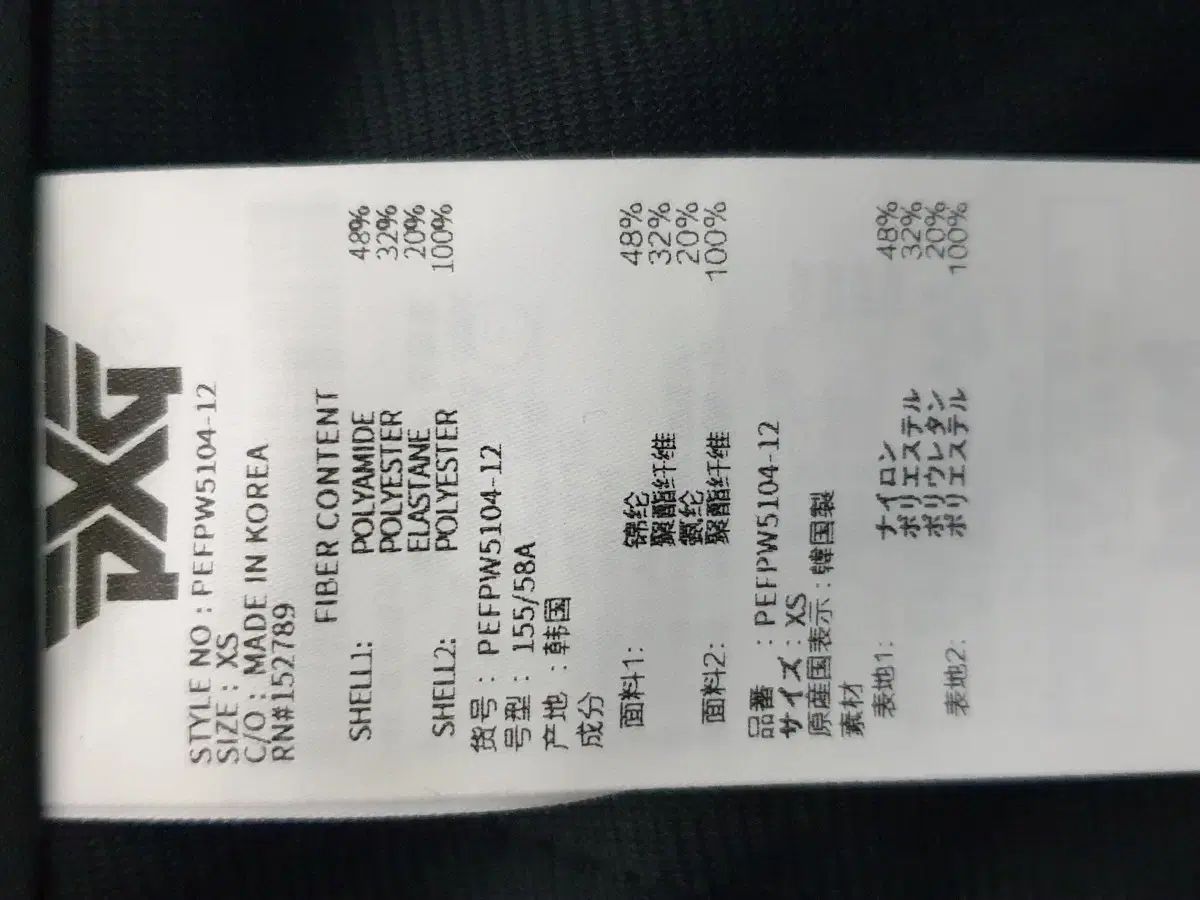 PXG
STYLE NO : PEFPW5104-12
SIZE : XS
C/O : MADE IN KOREA
RN#152789
FIBER CONTENT
SHELL1: POLYAMIDE 48%
POLYESTER 32%
ELASTANE 20%
SHELL2: POLYESTER 100%
货号 : PEFPW5104-12
号型 : 155/58A
产地 : 韩国
成分
面料1: 锦纶 48%
聚酯纤维 32%
氨纶 20%
面料2: 聚酯纤维 100%
品番 : PEFPW5104-12
サイズ : XS
原産国表示 : 韓国製
素材
表地1: ナイロン 48%
ポリエステル 32%
ポリウレタン 20%
表地2: ポリエステル 100%